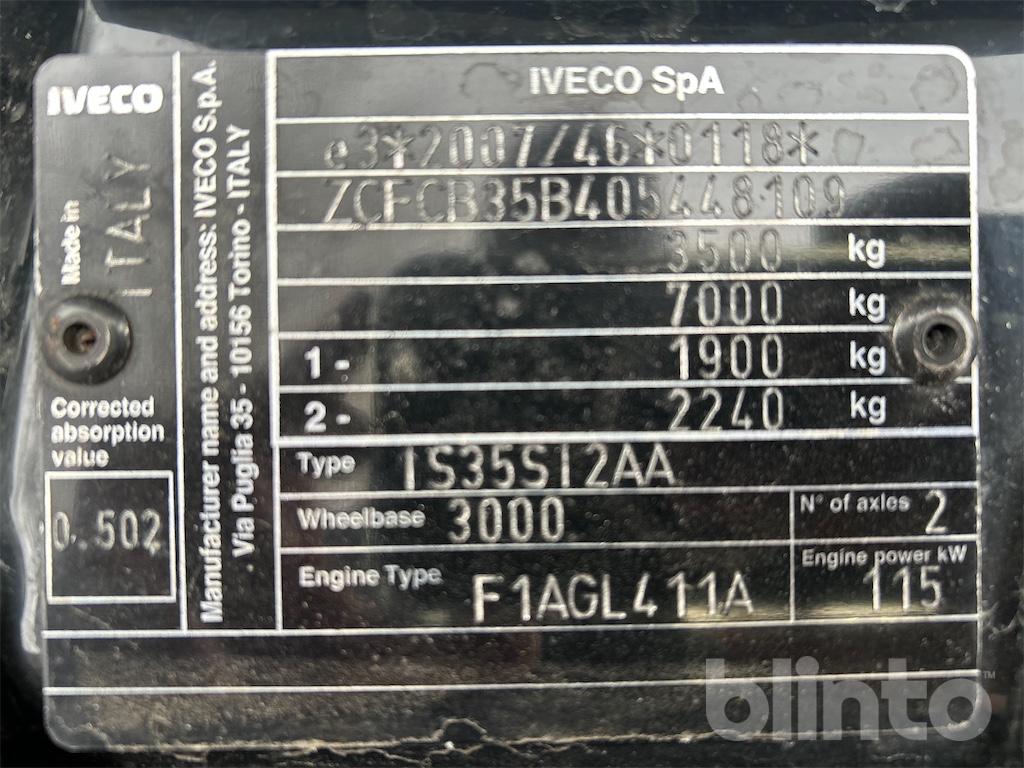 IVECO
Made in ITALY
Corrected
absorption
value
0.502
Manufacturer name and address: IVECO S.p.A.
Via Puglia 35 - 10156 Torino - ITALY
IVECO SpA
e3*2007/46*0118*
ZCFCB35B405448109
3500 kg
7000 kg
1 - 1900 kg
2 - 2240 kg
Type IS35SI2AA
Wheelbase 3000
N° of axles 2
Engine Type F1AGL411A
Engine power kW
115
blinto™